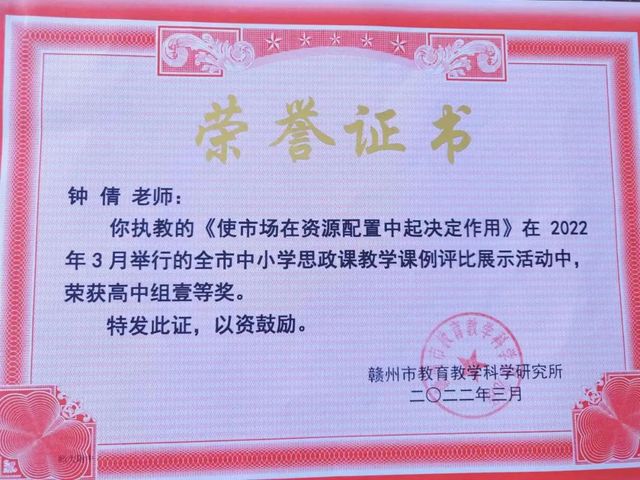 荣誉证书
钟 倩 老师：
你执教的《使市场在资源配置中起决定作用》在 2022
年 3 月举行的全市中小学思政课教学课例评比展示活动中，
荣获高中组壹等奖。
特发此证，以资鼓励。
赣州市教育教学科学研究所
二〇二二年三月